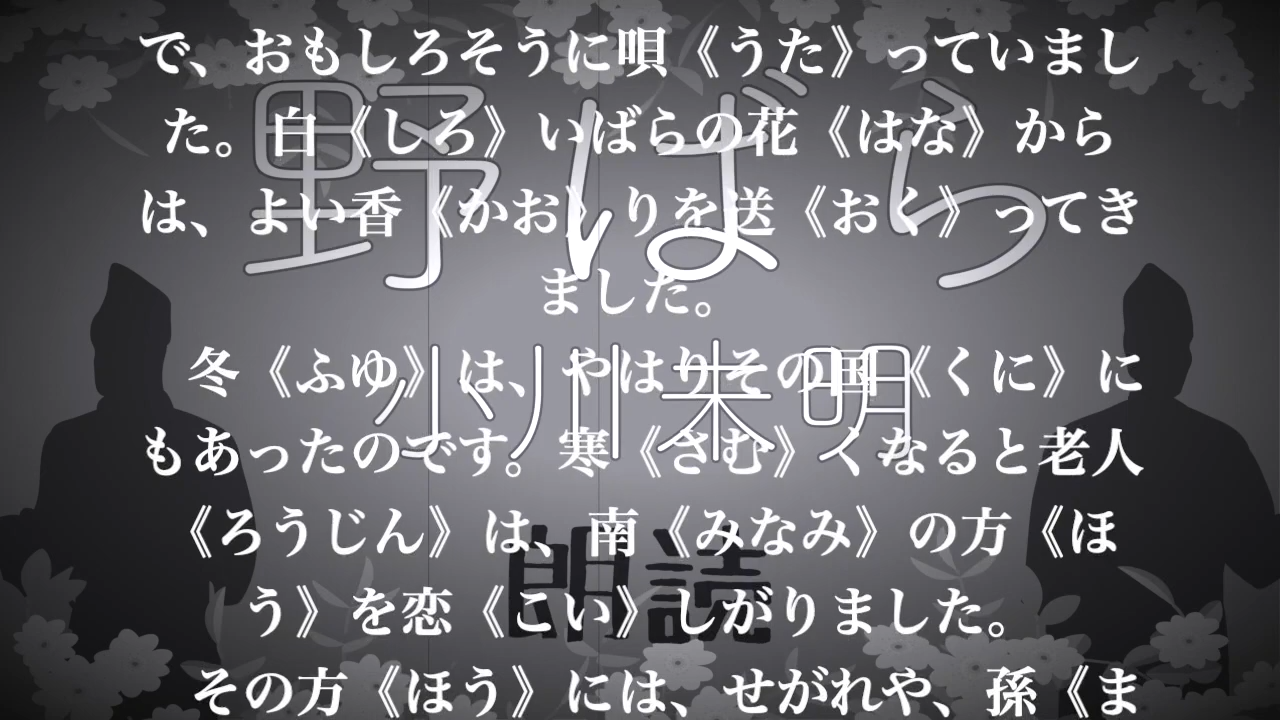 で、おもしろそうに唄《うた》っていまし
た。白《しろ》いばらの花《はな》から
は、よい香《かお》りを送《おく》ってき
ました。
冬《ふゆ》は、やはりその国《くに》に
もあったのです。寒《さむ》くなると老人
《ろうじん》は、南《みなみ》の方《ほ
う》を恋《こい》しがりました。
その方《ほう》には、せがれや、孫《ま
野ばら
小川未明
朗読